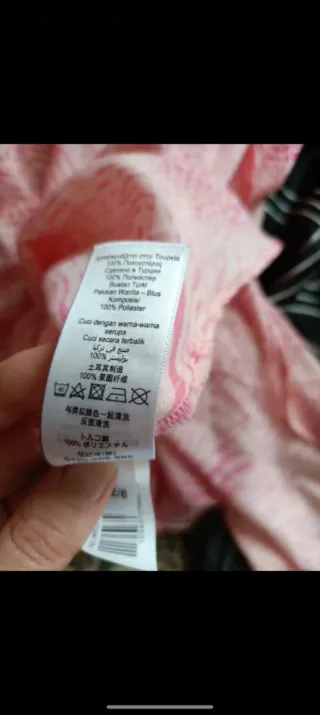 Κατασκευάζεται στην Τουρκία
100% Πολυεστέρας
Сделано в Турции
100% Полиэстер
Buatan Turki
Pakaian Wanita – Blus
Komposisi
100% Poliester
Cuci dengan warna-warna
serupa
Cuci secara terbalik
صنع في تركيا
بوليستر %100
土耳其制造
100% 聚酯纤维
与类似颜色一起清洗
反面清洗
トルコ製
100% ポリエステル